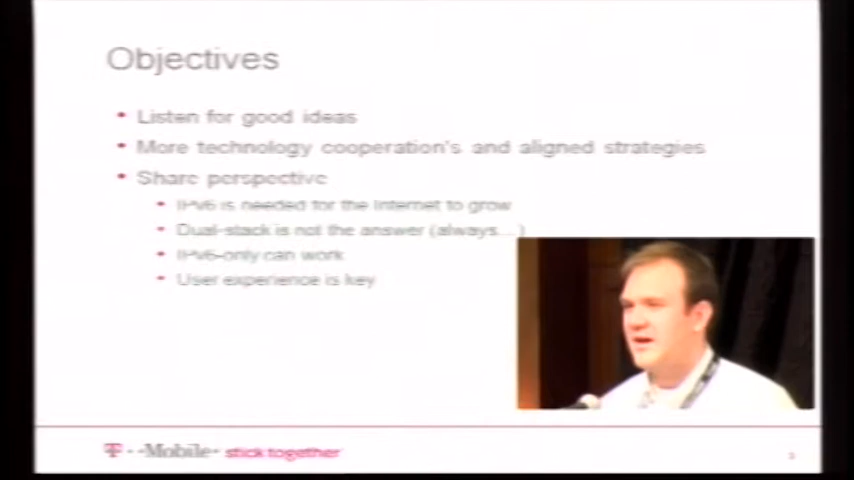 Objectives
• Listen for good ideas
• More technology cooperation's and aligned strategies
• Share perspective
• IPv6 is needed for the Internet to grow
• Dual-stack is not the answer (always...)
• IPv6-only can work
• User experience is key
T··Mobile· stick together